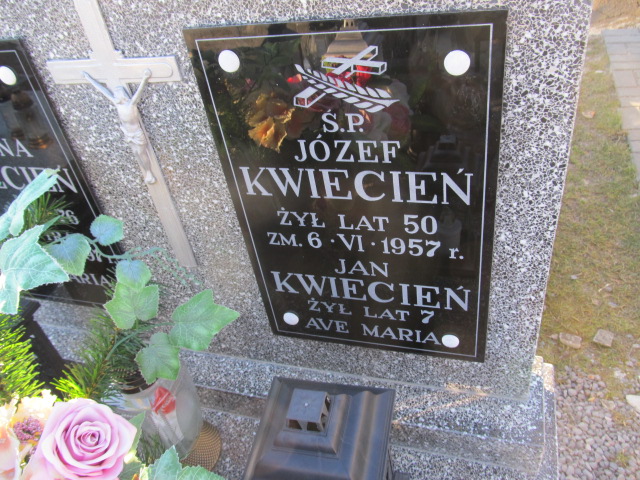 Ś.P.
JÓZEF
KWIECIEŃ
ŻYŁ LAT 50
ZM. 6·VI·1957 r.
JAN
KWIECIEŃ
ŻYŁ LAT 7
AVE MARIA